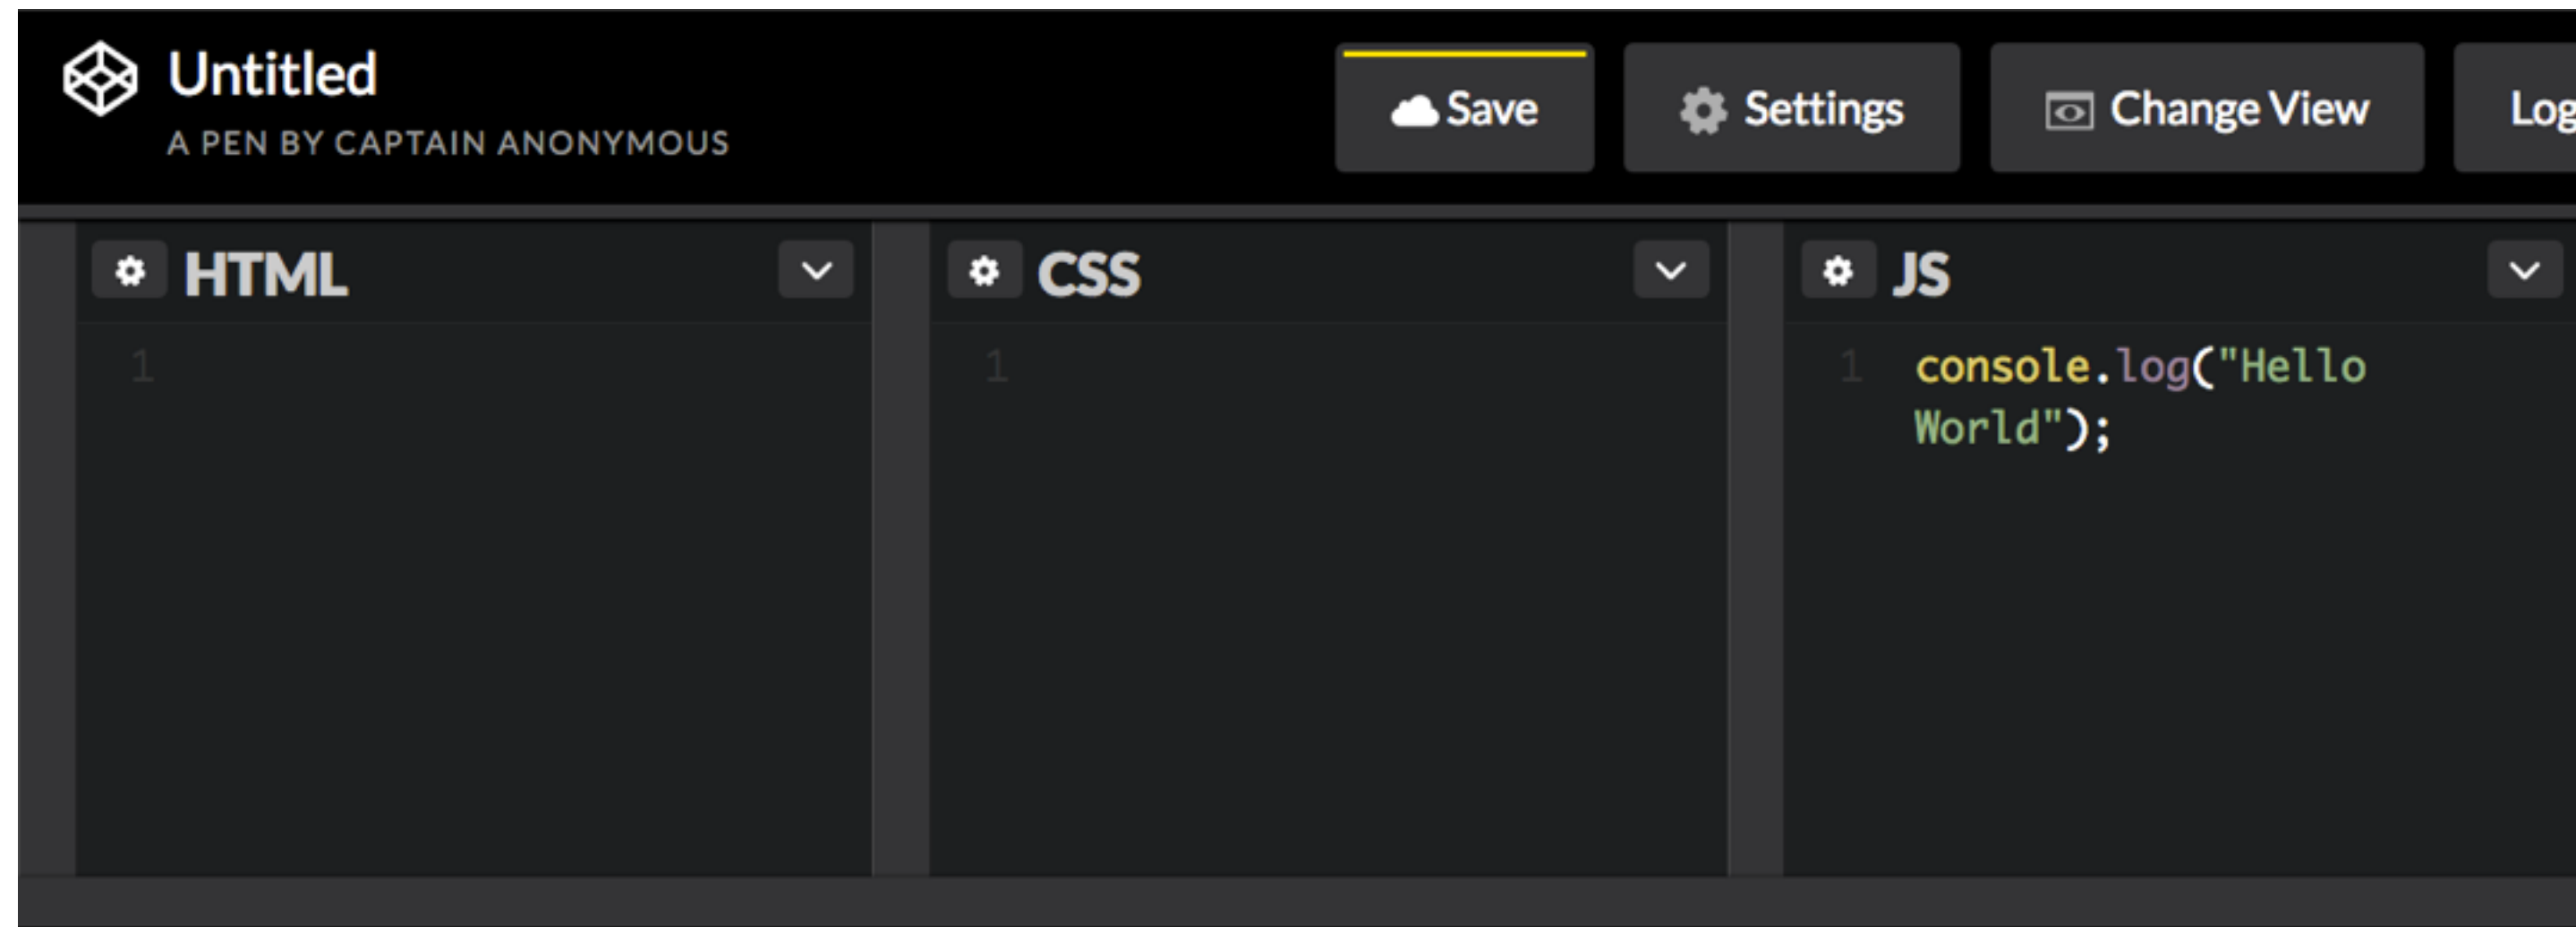 Untitled
A PEN BY CAPTAIN ANONYMOUS
Save
Settings
Change View
Log
HTML
CSS
JS
1
1
1 console.log("Hello
World");